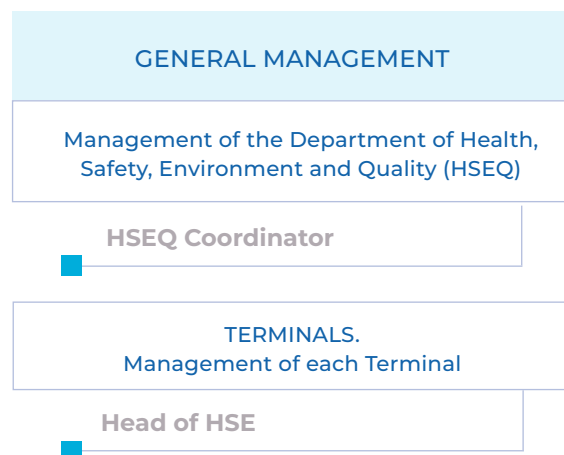 GENERAL MANAGEMENT
Management of the Department of Health,
Safety, Environment and Quality (HSEQ)
HSEQ Coordinator
TERMINALS.
Management of each Terminal
Head of HSE